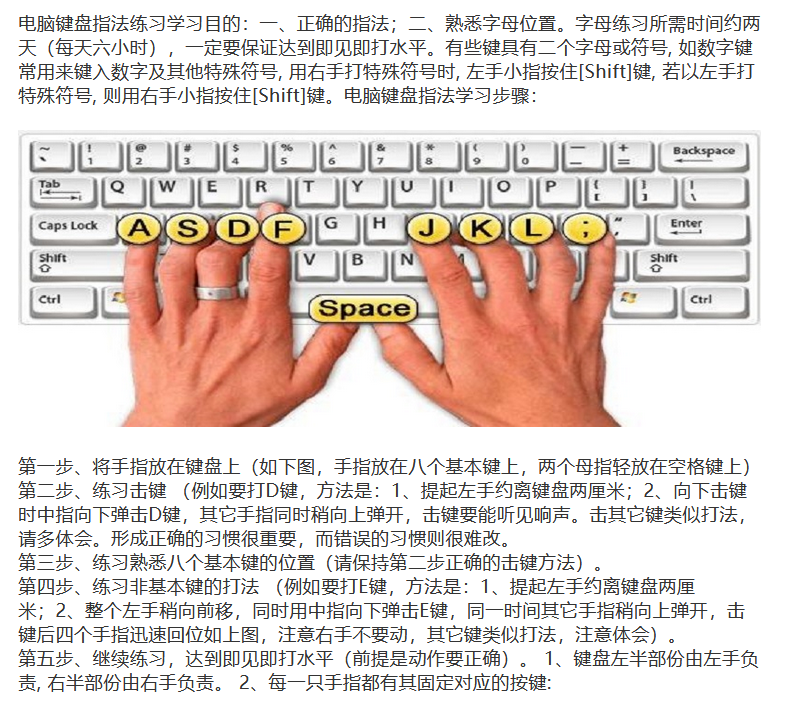 电脑键盘指法练习学习目的：一、正确的指法；二、熟悉字母位置。字母练习所需时间约两
天（每天六小时），一定要保证达到即见即打水平。有些键具有二个字母或符号, 如数字键
常用来键入数字及其他特殊符号, 用右手打特殊符号时, 左手小指按住[Shift]键, 若以左手打
特殊符号, 则用右手小指按住[Shift]键。电脑键盘指法学习步骤：
~ ! @ # $ % ^ & * ( ) — +
` 1 2 3 4 5 6 7 8 9 0 – = Backspace
Tab Q W E R T Y U I O P { } |
[ ] \
Caps Lock A S D F G H J K L ; " ' Enter
Shift V B N Shift
Ctrl Space Ctrl
第一步、将手指放在键盘上（如下图，手指放在八个基本键上，两个母指轻放在空格键上）
第二步、练习击键 （例如要打D键，方法是：1、提起左手约离键盘两厘米；2、向下击键
时中指向下弹击D键，其它手指同时稍向上弹开，击键要能听见响声。击其它键类似打法，
请多体会。形成正确的习惯很重要，而错误的习惯则很难改。
第三步、练习熟悉八个基本键的位置（请保持第二步正确的击键方法）。
第四步、练习非基本键的打法 （例如要打E键，方法是：1、提起左手约离键盘两厘
米；2、整个左手稍向前移，同时用中指向下弹击E键，同一时间其它手指稍向上弹开，击
键后四个手指迅速回位如上图，注意右手不要动，其它键类似打法，注意体会）。
第五步、继续练习，达到即见即打水平（前提是动作要正确）。 1、键盘左半部份由左手负
责, 右半部份由右手负责。 2、每一只手指都有其固定对应的按键: